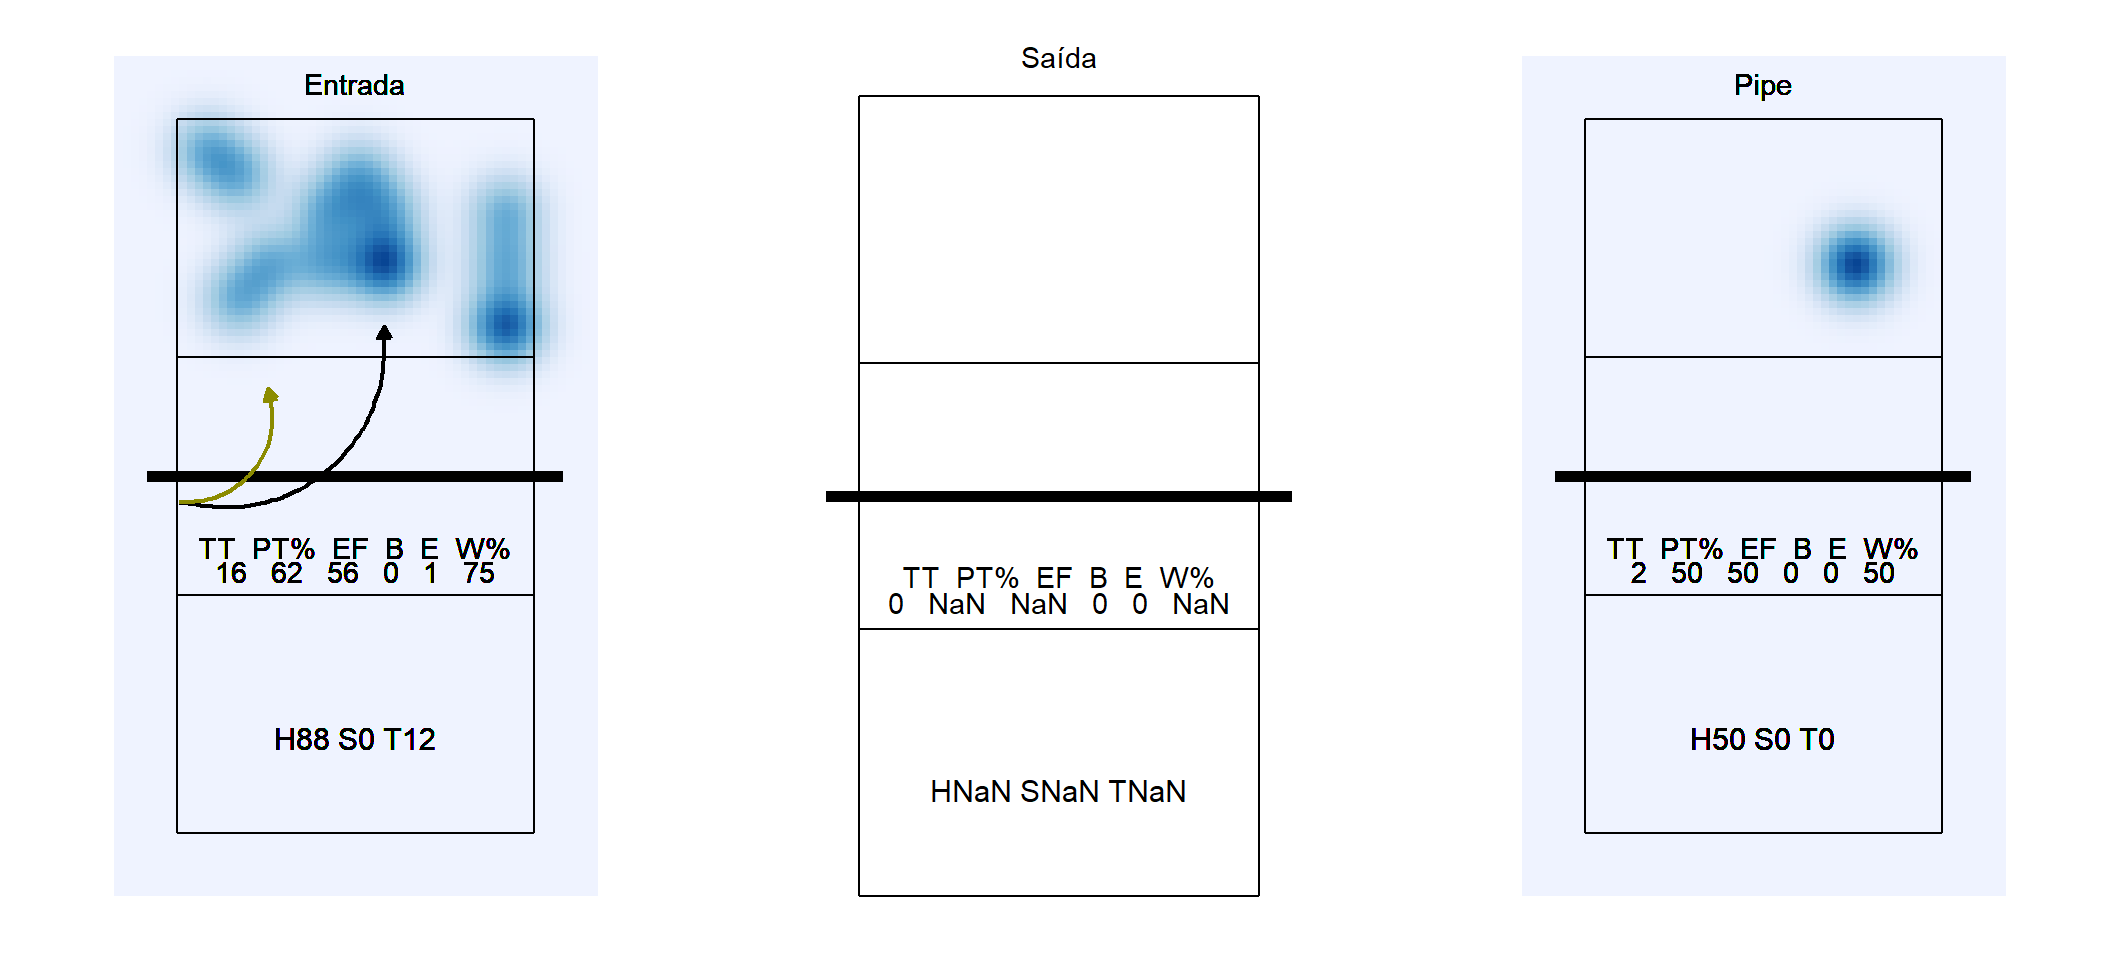 Entrada
TT PT% EF B E W%
16 62 56 0 1 75
H88 S0 T12
Saída
TT PT% EF B E W%
0 NaN NaN 0 0 NaN
HNaN SNaN TNaN
Pipe
TT PT% EF B E W%
2 50 50 0 0 50
H50 S0 T0